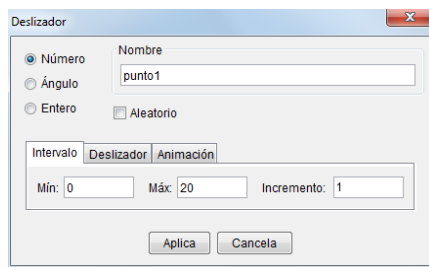 Deslizador
Número
Nombre
punto1
Ángulo
Entero
Aleatorio
Intervalo Deslizador Animación
Mín: 0 Máx: 20 Incremento: 1
Aplica Cancela